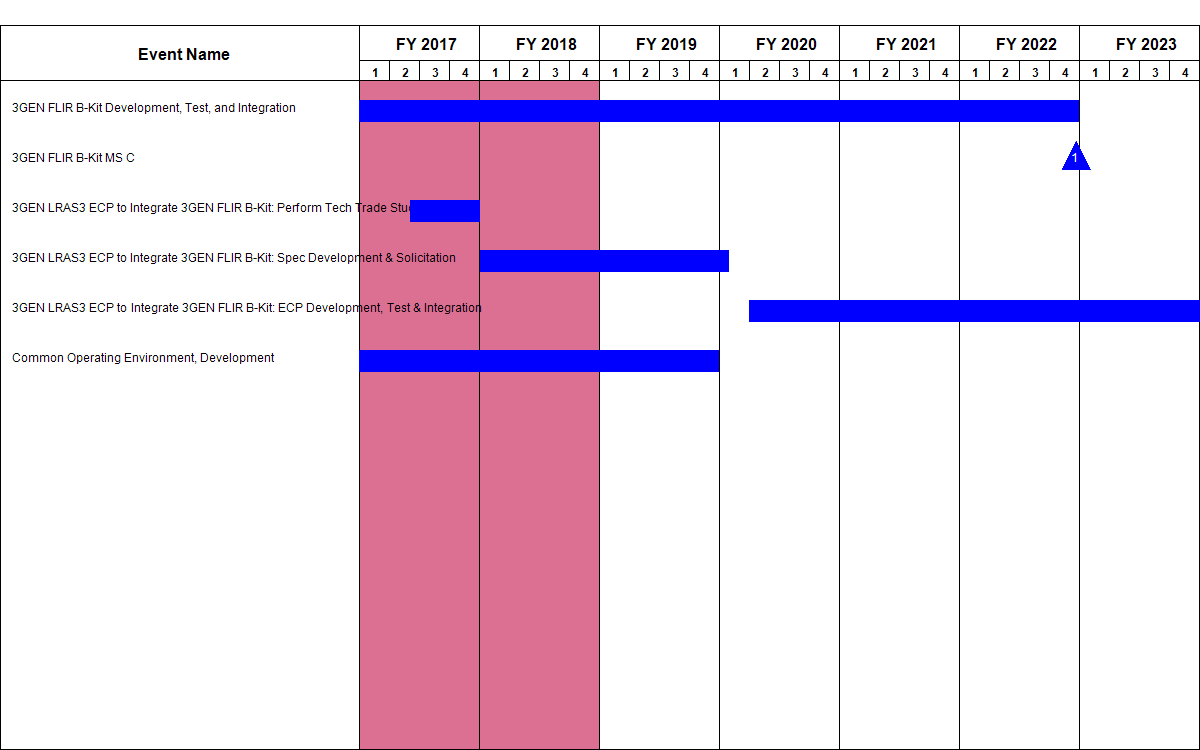 Event Name
FY 2017 FY 2018 FY 2019 FY 2020 FY 2021 FY 2022 FY 2023
1 2 3 4 1 2 3 4 1 2 3 4 1 2 3 4 1 2 3 4 1 2 3 4 1 2 3 4
3GEN FLIR B-Kit Development, Test, and Integration
3GEN FLIR B-Kit MS C
1
3GEN LRAS3 ECP to Integrate 3GEN FLIR B-Kit: Perform Tech Trade
3GEN LRAS3 ECP to Integrate 3GEN FLIR B-Kit: Spec Development & Solicitation
3GEN LRAS3 ECP to Integrate 3GEN FLIR B-Kit: ECP Development, Test & Integration
Common Operating Environment, Development